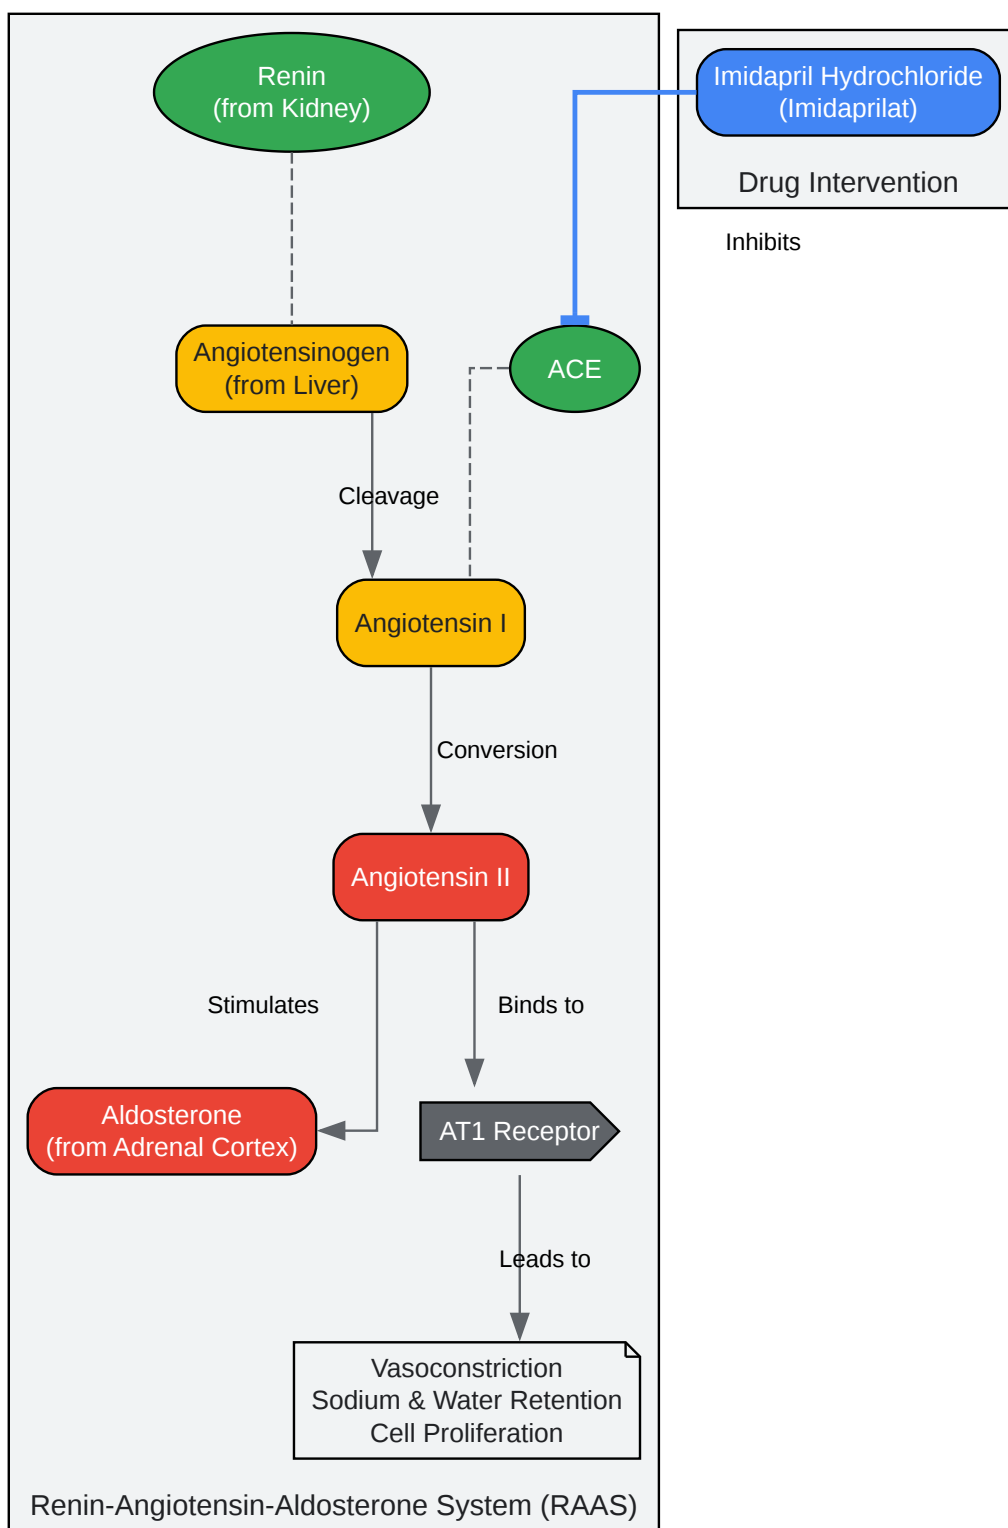 Renin
(from Kidney)
Imidapril Hydrochloride
(Imidaprilat)
Drug Intervention
Inhibits
Angiotensinogen
(from Liver)
ACE
Cleavage
Angiotensin I
Conversion
Angiotensin II
Stimulates
Binds to
Aldosterone
(from Adrenal Cortex)
AT1 Receptor
Leads to
Vasoconstriction
Sodium & Water Retention
Cell Proliferation
Renin-Angiotensin-Aldosterone System (RAAS)